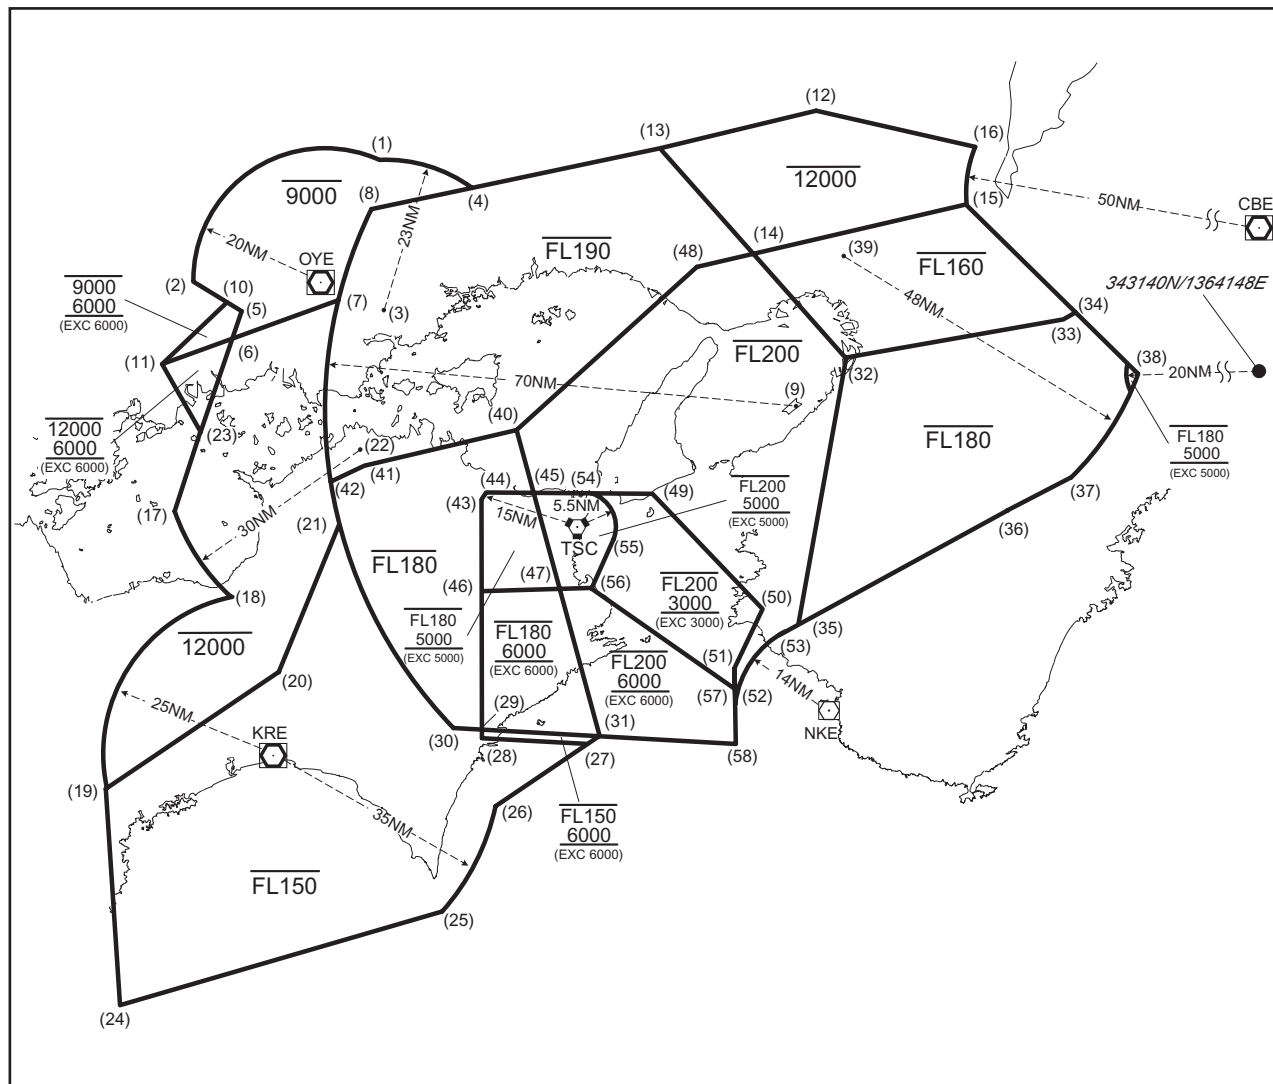 (12)
(13)
(16)
(1)
12000
9000
(8)
(4)
(15)
50NM
CBE
23NM
20NM
OYE
FL190
(48)
(14)
(39)
FL160
343140N/1364148E
9000
6000
(EXC 6000)
(2)
(10)
(5)
(7)
(3)
48NM
(34)
(33)
(11)
(6)
FL200
(32)
(38)
20NM
70NM
(9)
12000
6000
(EXC 6000)
(23)
(40)
(22)
(41)
(42)
FL180
FL180
5000
(EXC 5000)
(17)
30NM
(21)
(44)
(43)
(45)
(54)
(49)
15NM
5.5NM
TSC
FL200
5000
(EXC 5000)
(37)
(36)
(55)
FL180
(46)
(47)
(56)
(18)
FL180
5000
(EXC 5000)
FL180
6000
(EXC 6000)
FL200
3000
(EXC 3000)
(50)
(35)
(53)
12000
(20)
FL200
6000
(EXC 6000)
(51)
(57)
(52)
14NM
NKE
25NM
KRE
(29)
(30)
(28)
(31)
(27)
(58)
(19)
35NM
(26)
FL150
6000
(EXC 6000)
FL150
(25)
(24)